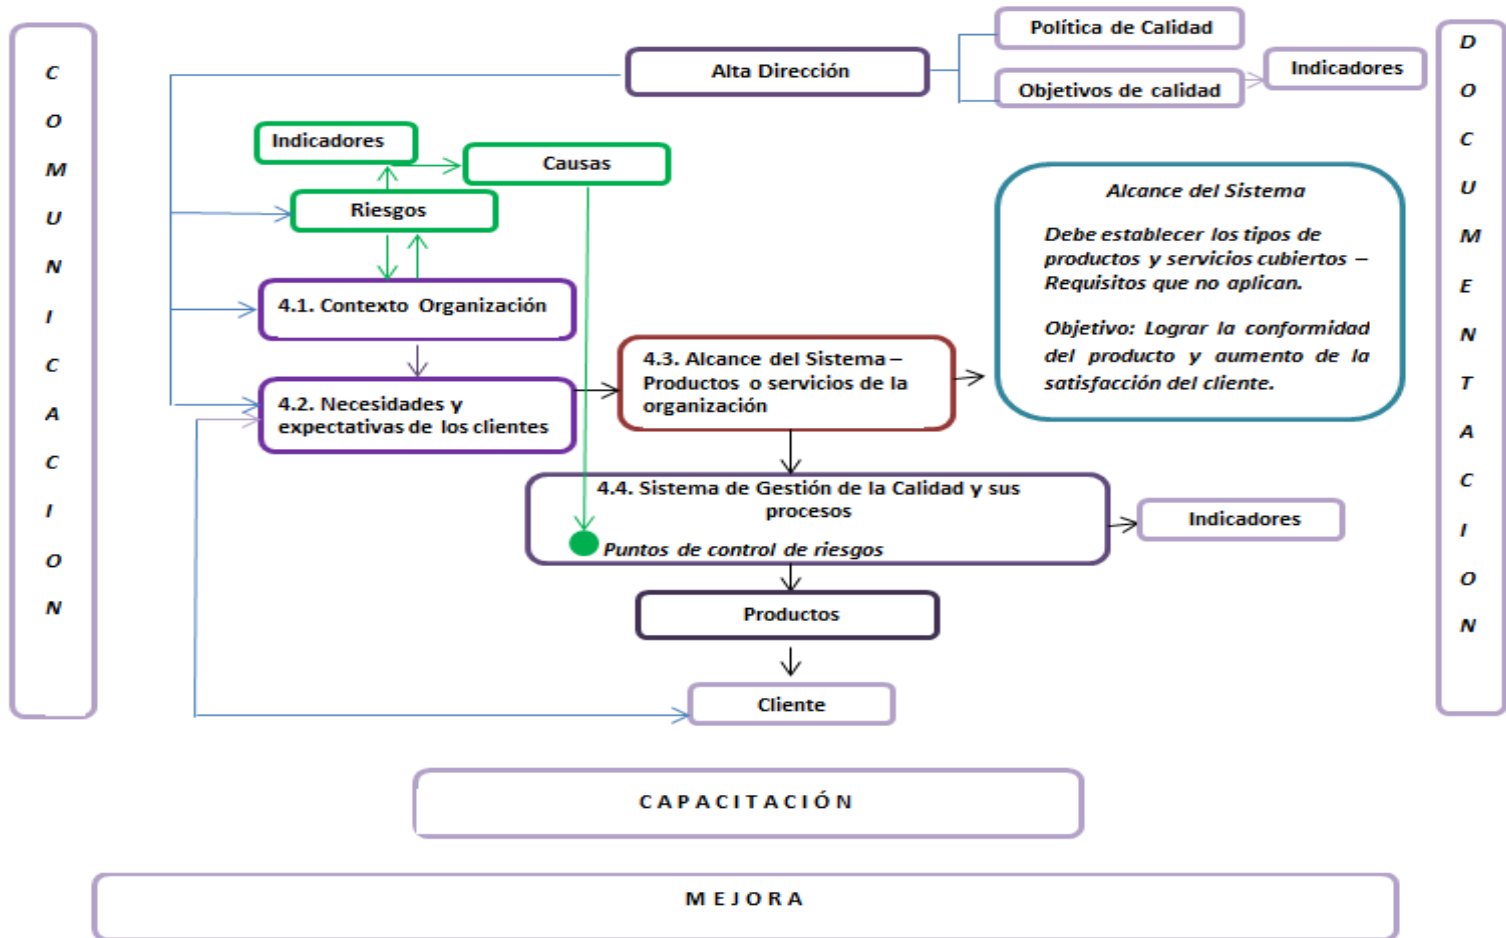 C O M U N I C A C I O N
Política de Calidad
Alta Dirección
Objetivos de calidad
Indicadores
D O C U M E N T A C I O N
Indicadores
Causas
Riesgos
Alcance del Sistema
Debe establecer los tipos de
productos y servicios cubiertos –
Requisitos que no aplican.
Objetivo: Lograr la conformidad
del producto y aumento de la
satisfacción del cliente.
4.1. Contexto Organización
4.2. Necesidades y
expectativas de los clientes
4.3. Alcance del Sistema –
Productos o servicios de la
organización
4.4. Sistema de Gestión de la Calidad y sus
procesos
Puntos de control de riesgos
Indicadores
Productos
Cliente
C A P A C I T A C I Ó N
M E J O R A